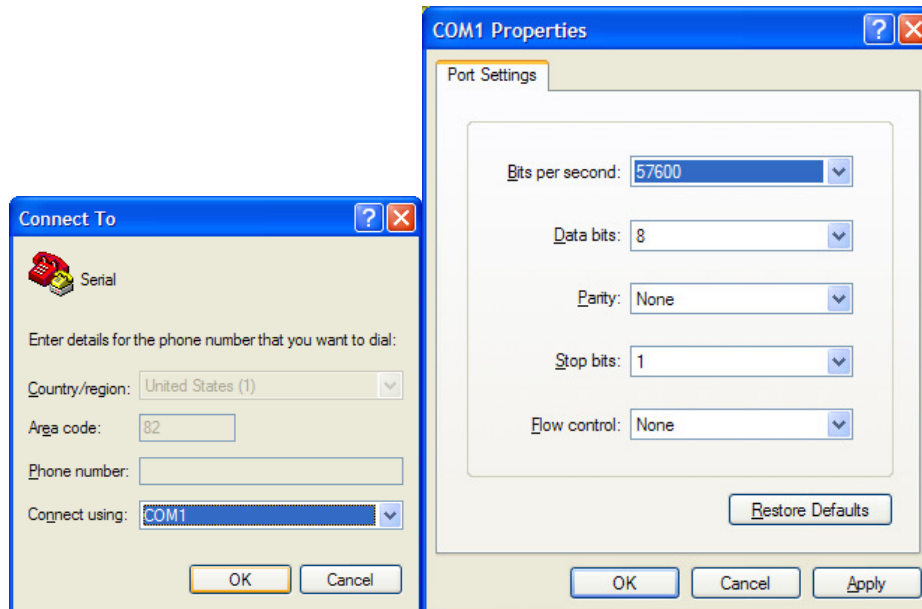 Connect To
Serial
Enter details for the phone number that you want to dial:
Country/region: United States (1)
Area code: 82
Phone number:
Connect using: COM1
OK Cancel
COM1 Properties
Port Settings
Bits per second: 57600
Data bits: 8
Parity: None
Stop bits: 1
Flow control: None
Restore Defaults
OK Cancel Apply